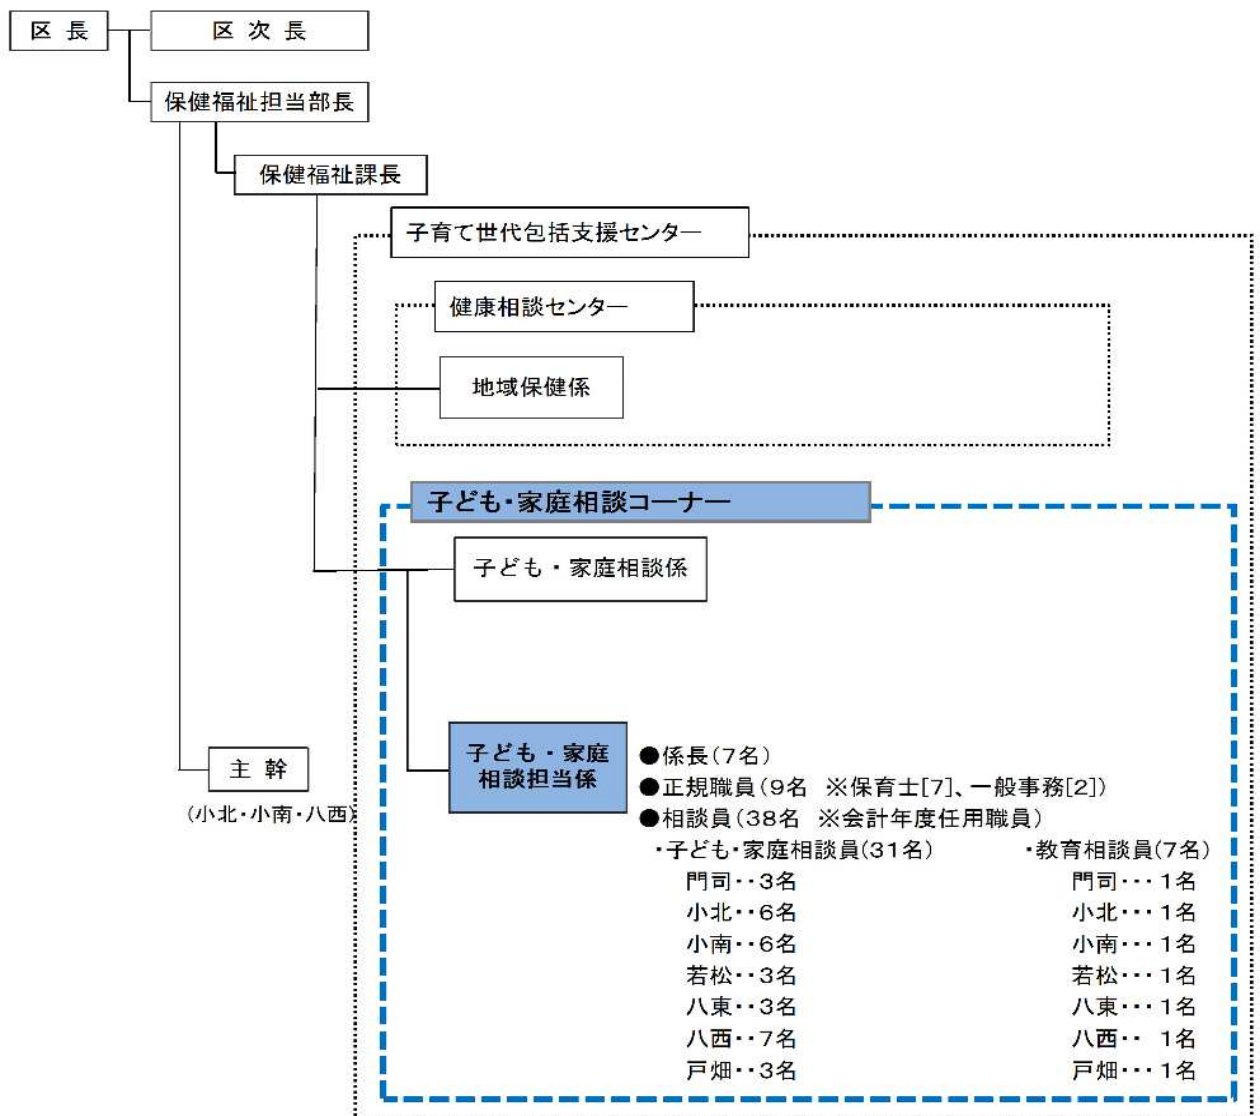 区 長
区 次 長
保健福祉担当部長
保健福祉課長
子育て世代包括支援センター
健康相談センター
地域保健係
子ども・家庭相談コーナー
子ども・家庭相談係
子ども・家庭
相談担当係
主 幹
(小北・小南・八西)
●係長(7名)
●正規職員(9名 ※保育士[7]、一般事務[2])
●相談員(38名 ※会計年度任用職員)
・子ども・家庭相談員(31名) ・教育相談員(7名)
門司‥3名 門司…1名
小北‥6名 小北…1名
小南‥6名 小南…1名
若松‥3名 若松…1名
八東‥3名 八東…1名
八西‥7名 八西‥ 1名
戸畑‥3名 戸畑…1名